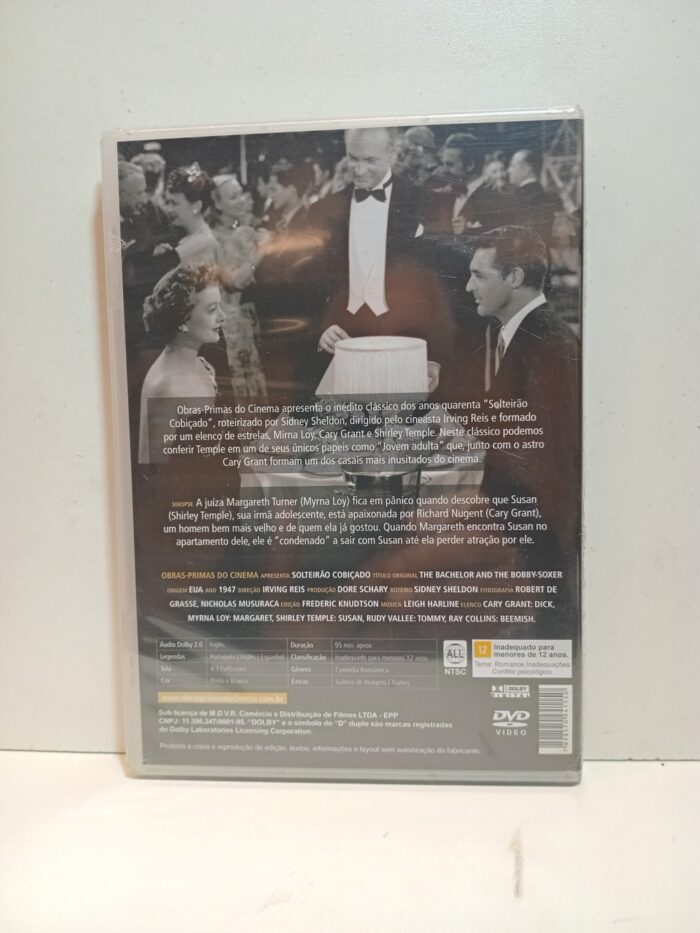 Obras-Primas do Cinema apresenta o inédito clássico dos anos quarenta "Solteirão
Cobiçado", roteirizado por Sidney Sheldon, dirigido pelo cineasta Irving Reis e formado
por um elenco de estrelas, Mirna Loy, Cary Grant e Shirley Temple. Neste clássico podemos
conferir Temple em um de seus únicos papeis como "Jovem adulta" que, junto com o astro
Cary Grant formam um dos casais mais inusitados do cinema.
SINOPSE A juíza Margareth Turner (Myrna Loy) fica em pânico quando descobre que Susan
(Shirley Temple), sua irmã adolescente, está apaixonada por Richard Nugent (Cary Grant),
um homem bem mais velho e de quem ela já gostou. Quando Margareth encontra Susan no
apartamento dele, ele é "condenado" a sair com Susan até ela perder atração por ele.
OBRAS-PRIMAS DO CINEMA APRESENTA SOLTEIRÃO COBIÇADO TÍTULO ORIGINAL THE BACHELOR AND THE BOBBY-SOXER
ORIGEM EUA ANO 1947 DIREÇÃO IRVING REIS PRODUÇÃO DORE SCHARY ROTEIRO SIDNEY SHELDON FOTOGRAFIA ROBERT DE
GRASSE, NICHOLAS MUSURACA EDIÇÃO FREDERIC KNUDTSON MÚSICA LEIGH HARLINE ELENCO CARY GRANT: DICK,
MYRNA LOY: MARGARET, SHIRLEY TEMPLE: SUSAN, RUDY VALLEE: TOMMY, RAY COLLINS: BEEMISH.
Áudio Dolby 2.0 Inglês Duração 95 min. aprox.
Legendas Português | Inglês | Espanhol Classificação Inadequado para menores 12 anos
Tela 4:3 Fullscreen Gênero Comédia Romântica
Cor Preto e Branco Extras Galeria de Imagens | Trailers
ALL
NTSC
12 Inadequado para
menores de 12 anos.
Tema: Romance.Inadequações
Conflito psicológico.
www.obrasprimasdocinema.com.br
DOLBY
DIGITAL
DVD
VIDEO
Sob licença de M.D.V.R. Comércio e Distribuição de Filmes LTDA - EPP
CNPJ: 11.396.247/0001-95. "DOLBY" e o símbolo do "D" duplo são marcas registradas
de Dolby Laboratories Licensing Corporation.
Proibida a cópia e reprodução de edição, textos, informações e layout sem autorização do fabricante.